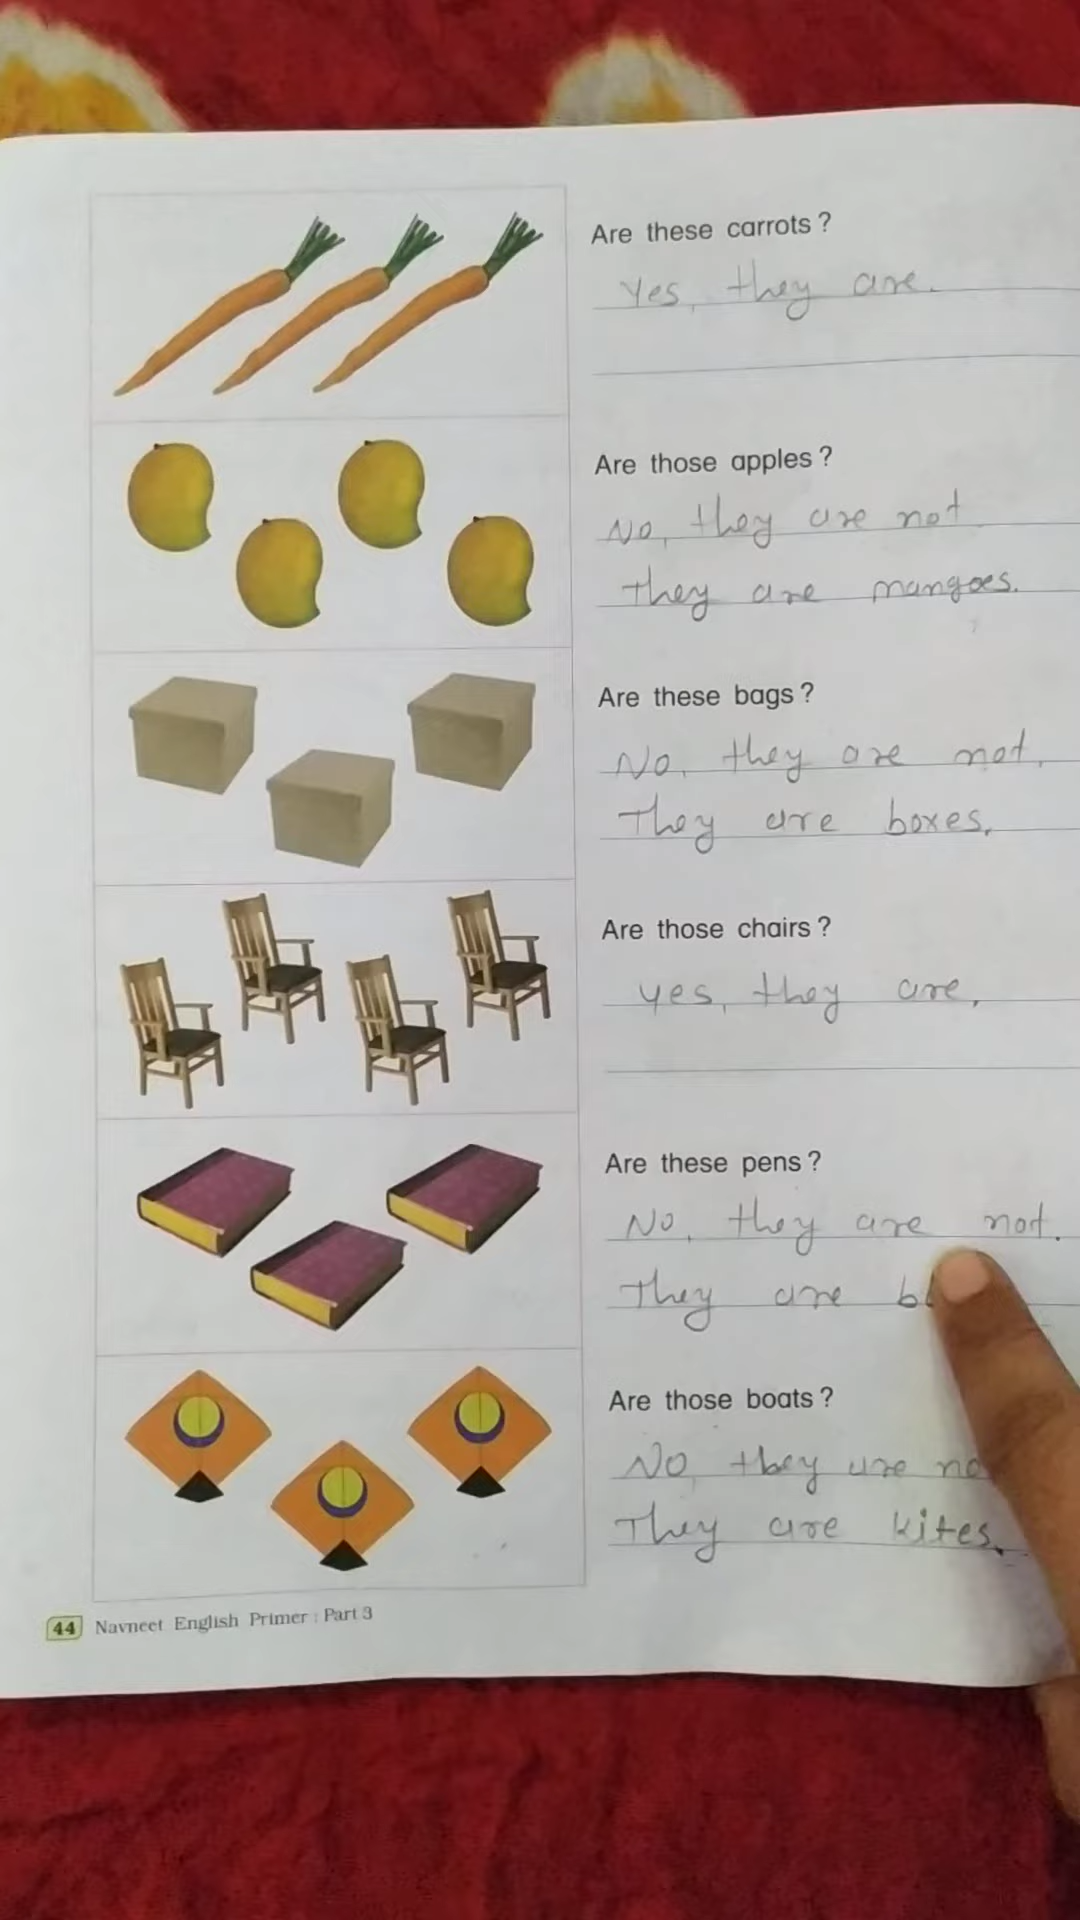 Are these carrots?
Yes, they are.
Are those apples?
No, they are not
They are mangoes.
Are these bags?
No, they are not.
They are boxes.
Are those chairs?
yes, they are.
Are these pens?
No, they are not.
They are
Are those boats?
No, they are
They are kites.
44 Navneet English Primer : Part 3